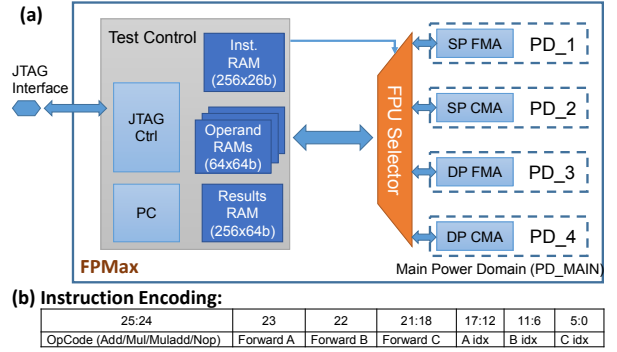 (a)
Test Control
Inst.
RAM
(256x26b)
JTAG
Interface
JTAG
Ctrl
Operand
RAMs
(64x64b)
PC
Results
RAM
(256x64b)
FPU Selector
SP FMA PD_1
SP CMA PD_2
DP FMA PD_3
DP CMA PD_4
FPMax
Main Power Domain (PD_MAIN)
(b) Instruction Encoding:
25:24 23 22 21:18 17:12 11:6 5:0
OpCode (Add/Mul/Muladd/Nop) Forward A Forward B Forward C A idx B idx C idx